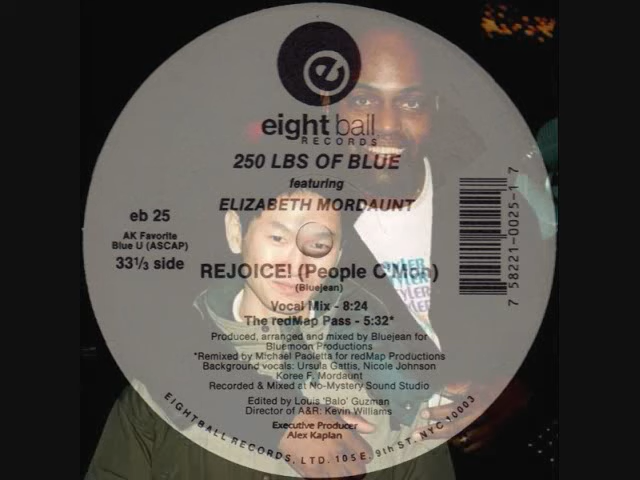 e
eight ball
RECORDS
250 LBS OF BLUE
featuring
ELIZABETH MORDAUNT
eb 25
AK Favorite
Blue U (ASCAP)
33⅓ side
REJOICE! (People C'Mon)
(Bluejean)
Vocal Mix - 8:24
The redMap Pass - 5:32*
Produced, arranged and mixed by Bluejean for
Bluemoon Productions
*Remixed by Michael Paoletta for redMap Productions
Background vocals: Ursula Gattis, Nicole Johnson
Koree F. Mordaunt
Recorded & Mixed at No-Mystery Sound Studio
Edited by Louis 'Balo' Guzman
Director of A&R: Kevin Williams
Executive Producer
Alex Kaplan
EIGHTBALL RECORDS, LTD. 105 E. 9th ST. NYC 10003
7 58221-0025-1 7